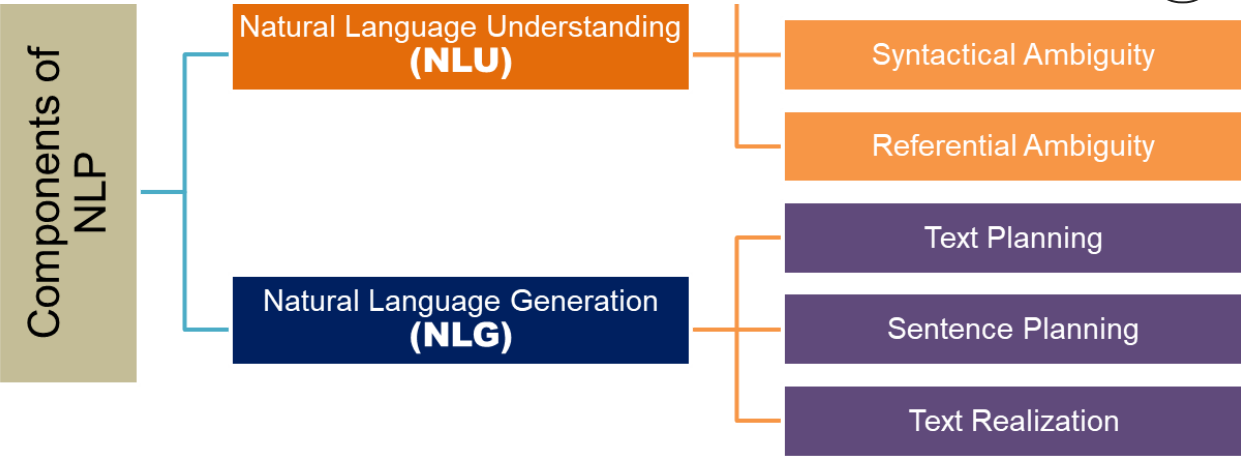 Components of
NLP
Natural Language Understanding
(NLU)
Syntactical Ambiguity
Referential Ambiguity
Natural Language Generation
(NLG)
Text Planning
Sentence Planning
Text Realization